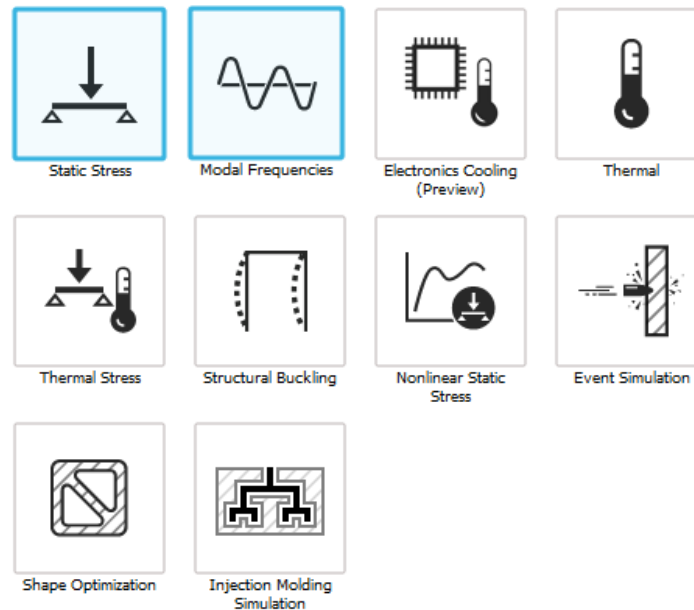 Static Stress
Modal Frequencies
Electronics Cooling
(Preview)
Thermal
Thermal Stress
Structural Buckling
Nonlinear Static
Stress
Event Simulation
Shape Optimization
Injection Molding
Simulation